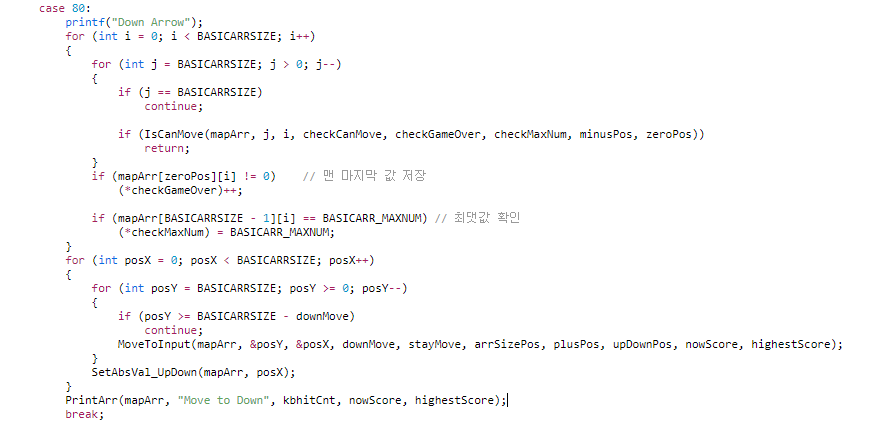 case 80:
printf("Down Arrow");
for (int i = 0; i < BASICARRSIZE; i++)
{
for (int j = BASICARRSIZE; j > 0; j--)
{
if (j == BASICARRSIZE)
continue;
if (IsCanMove(mapArr, j, i, checkCanMove, checkGameOver, checkMaxNum, minusPos, zeroPos))
return;
}
if (mapArr[zeroPos][i] != 0) // 맨 마지막 값 저장
(*checkGameOver)++;
if (mapArr[BASICARRSIZE - 1][i] == BASICARR_MAXNUM) // 최댓값 확인
(*checkMaxNum) = BASICARR_MAXNUM;
}
for (int posX = 0; posX < BASICARRSIZE; posX++)
{
for (int posY = BASICARRSIZE; posY >= 0; posY--)
{
if (posY >= BASICARRSIZE - downMove)
continue;
MoveToInput(mapArr, &posY, &posX, downMove, stayMove, arrSizePos, plusPos, upDownPos, nowScore, highestScore);
}
SetAbsVal_UpDown(mapArr, posX);
}
PrintArr(mapArr, "Move to Down", kbhitCnt, nowScore, highestScore);
break;